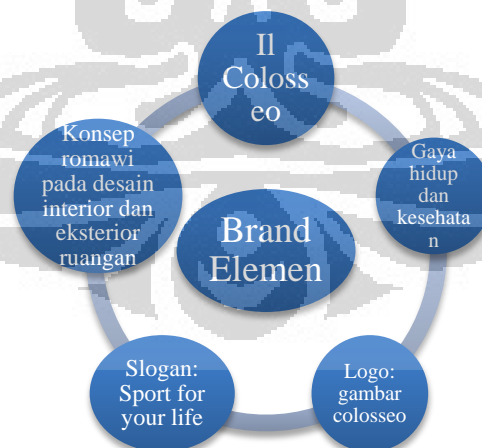 Il
Coloss
eo
Gaya
hidup
dan
kesehata
n
Logo:
gambar
colosseo
Slogan:
Sport for
your life
Konsep
romawi
pada desain
interior dan
eksterior
ruangan
Brand
Elemen